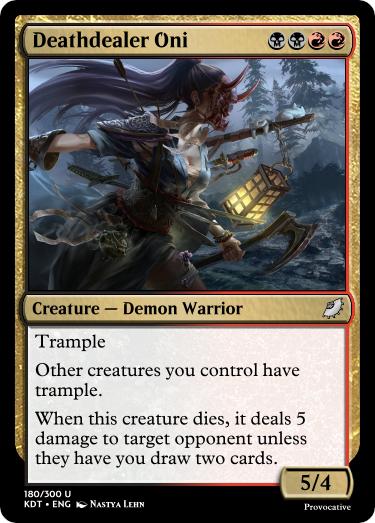 Deathdealer Oni
Creature — Demon Warrior
Trample
Other creatures you control have
trample.
When this creature dies, it deals 5
damage to target opponent unless
they have you draw two cards.
5/4
180/300 U
KDT • ENG Nastya Lehn
Provocative